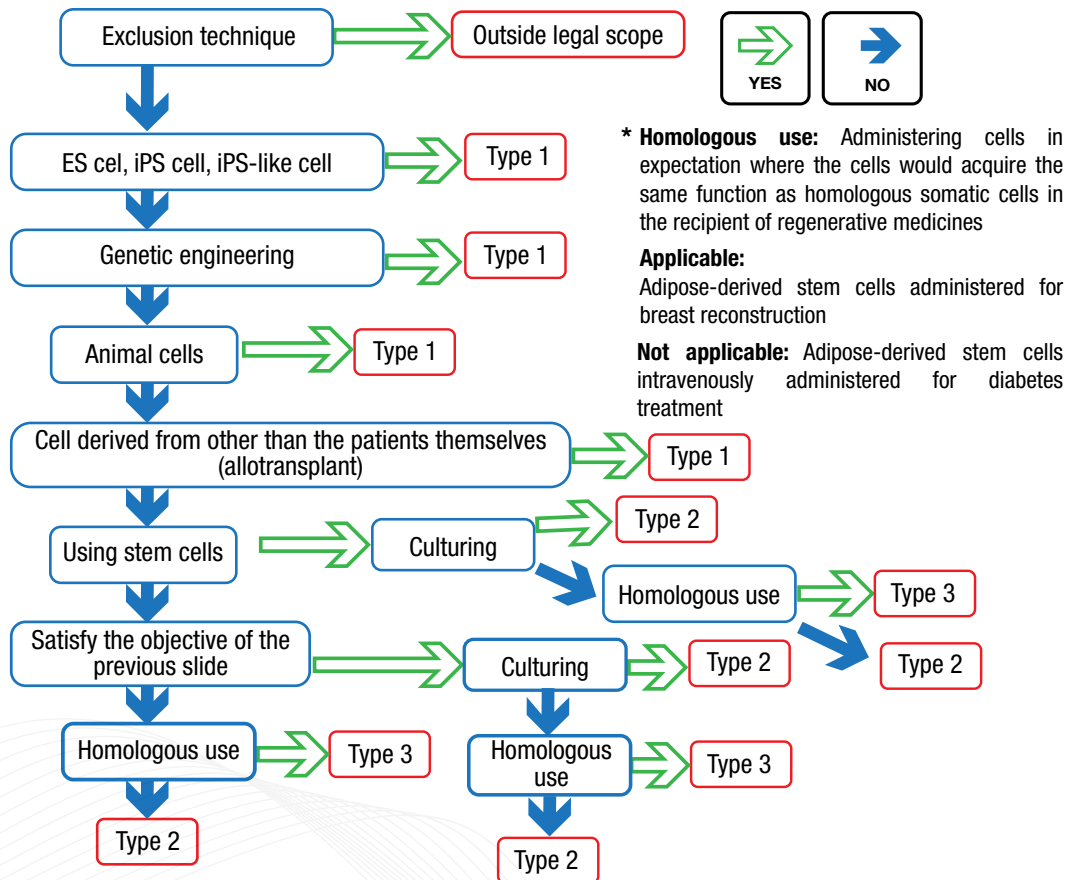 Exclusion technique
Outside legal scope
YES
NO
ES cel, iPS cell, iPS-like cell
Type 1
Genetic engineering
Type 1
Animal cells
Type 1
Cell derived from other than the patients themselves
(allotransplant)
Type 1
Using stem cells
Culturing
Type 2
Homologous use
Type 3
Type 2
Satisfy the objective of the
previous slide
Culturing
Type 2
Homologous use
Type 3
Homologous
use
Type 3
Type 2
Type 2
* Homologous use: Administering cells in
expectation where the cells would acquire the
same function as homologous somatic cells in
the recipient of regenerative medicines
Applicable:
Adipose-derived stem cells administered for
breast reconstruction
Not applicable: Adipose-derived stem cells
intravenously administered for diabetes
treatment